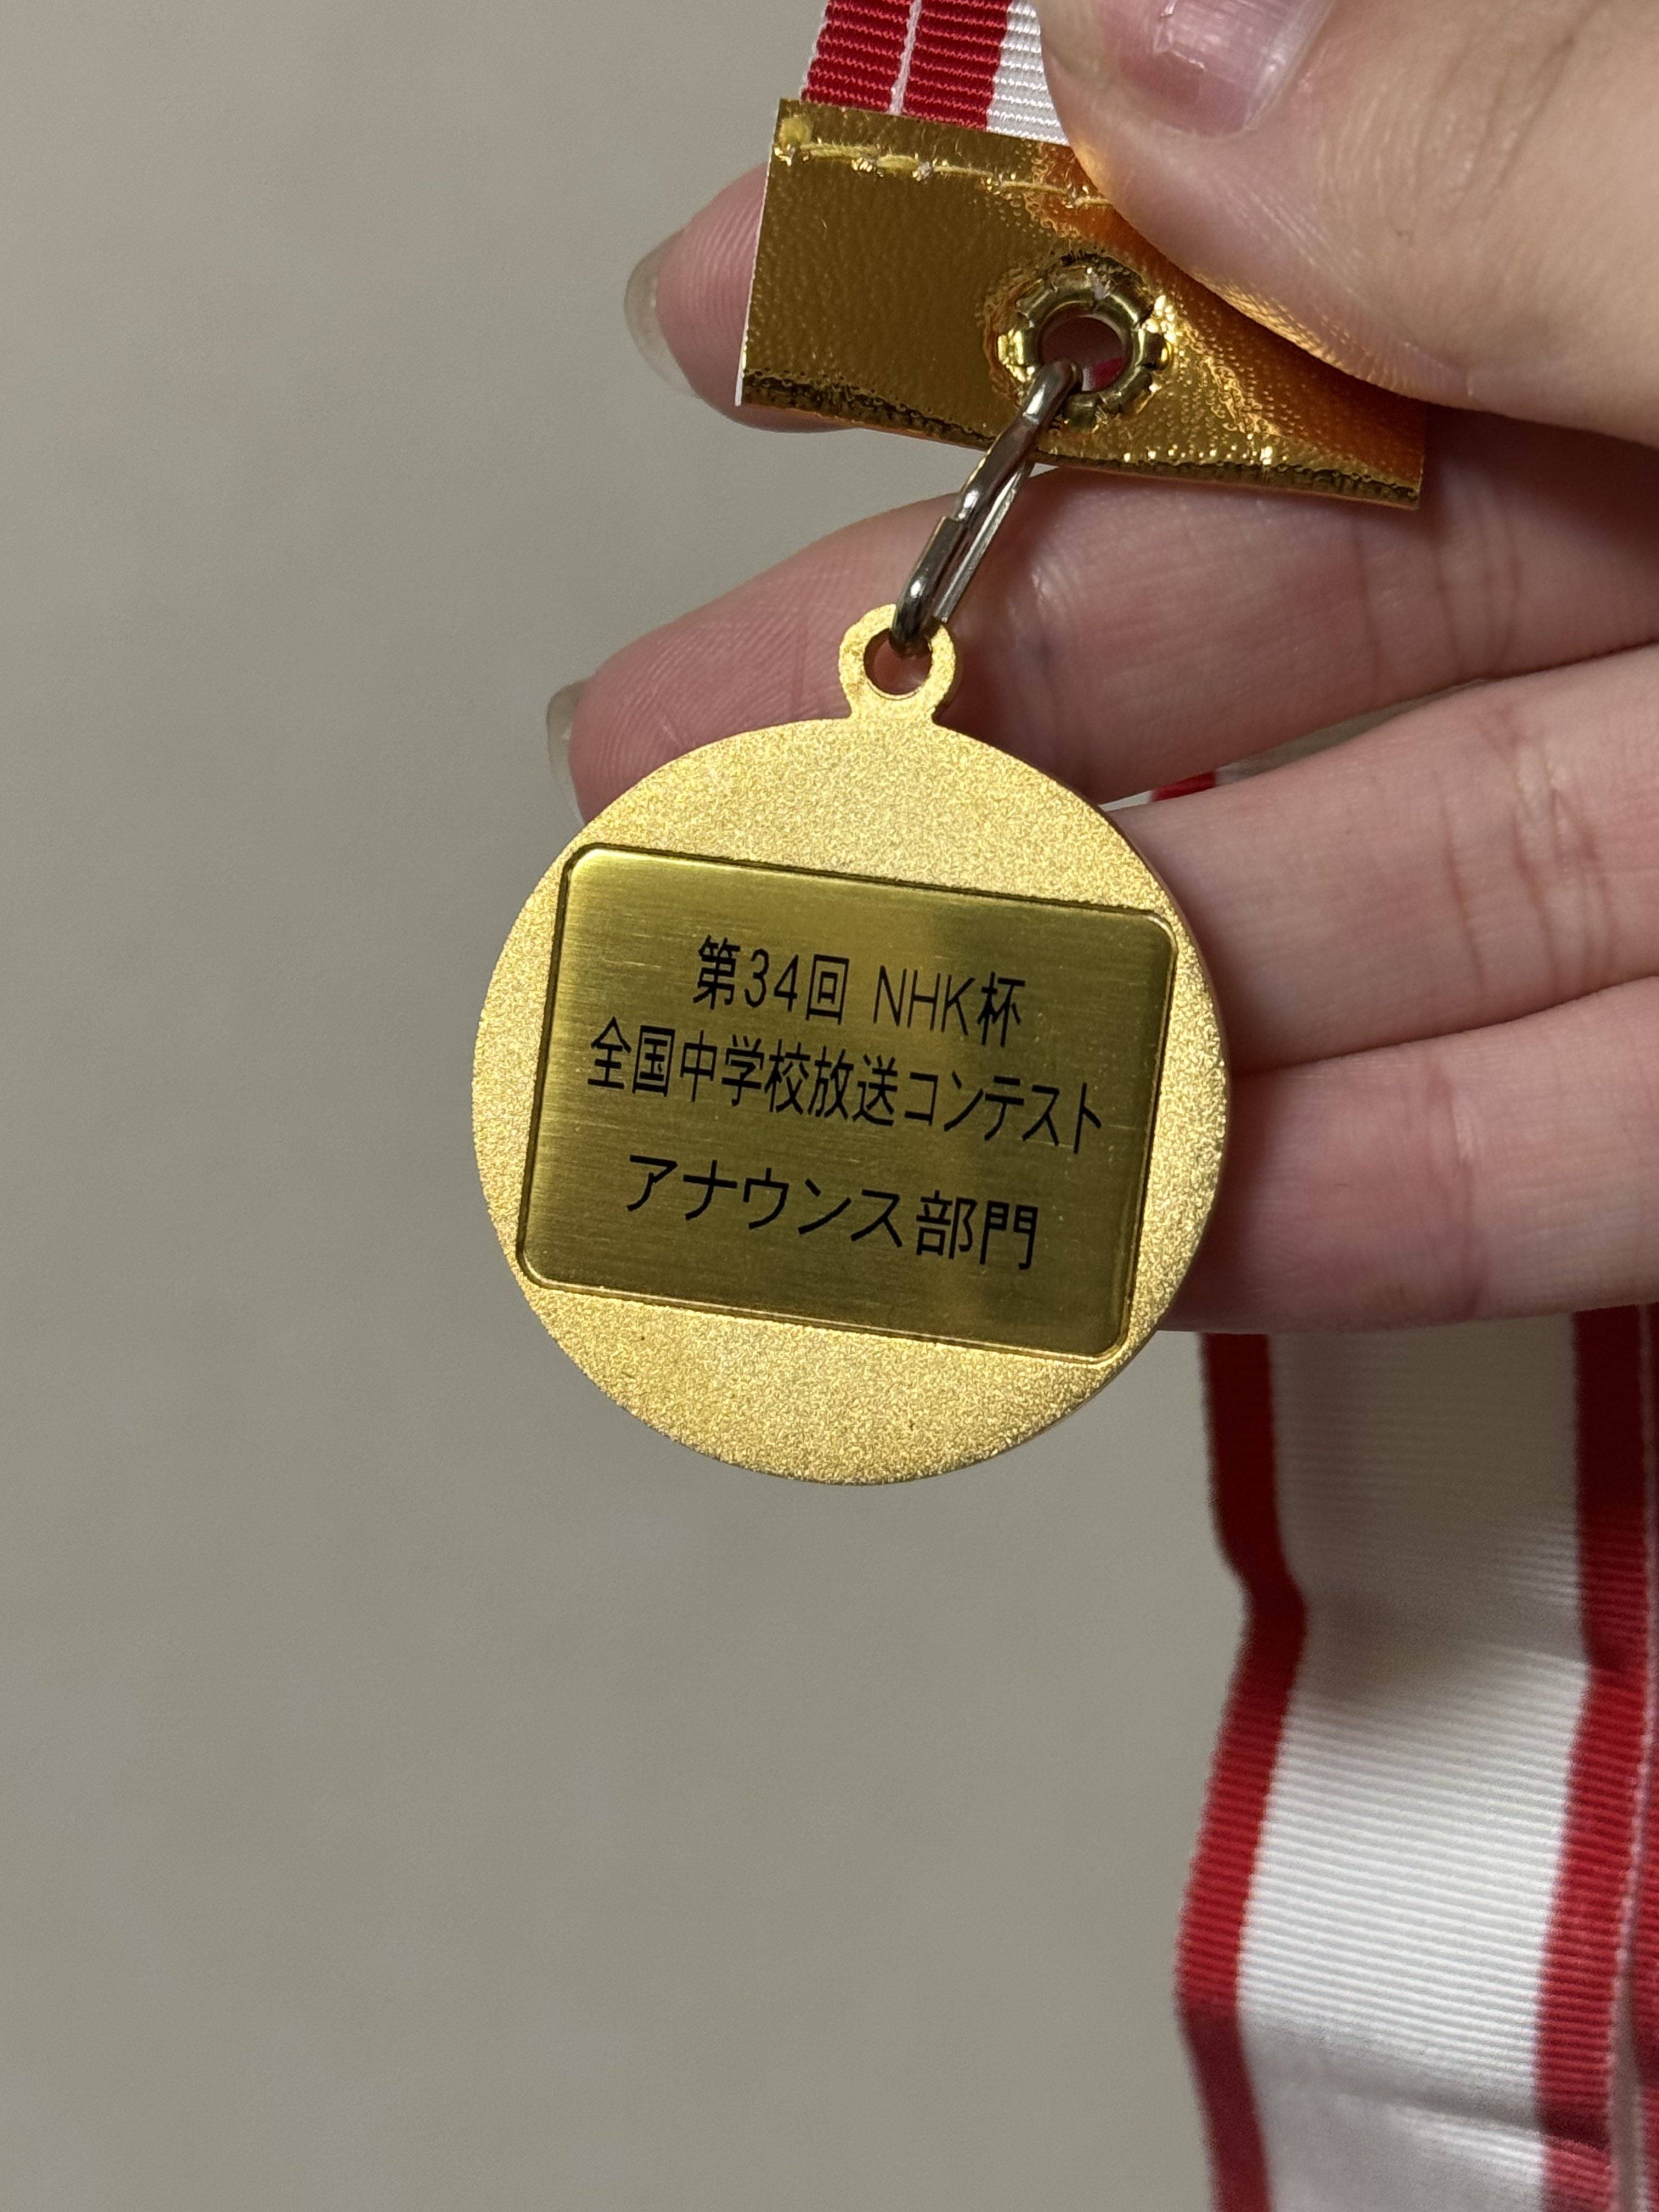 第34回 NHK杯
全国中学校放送コンテスト
アナウンス部門